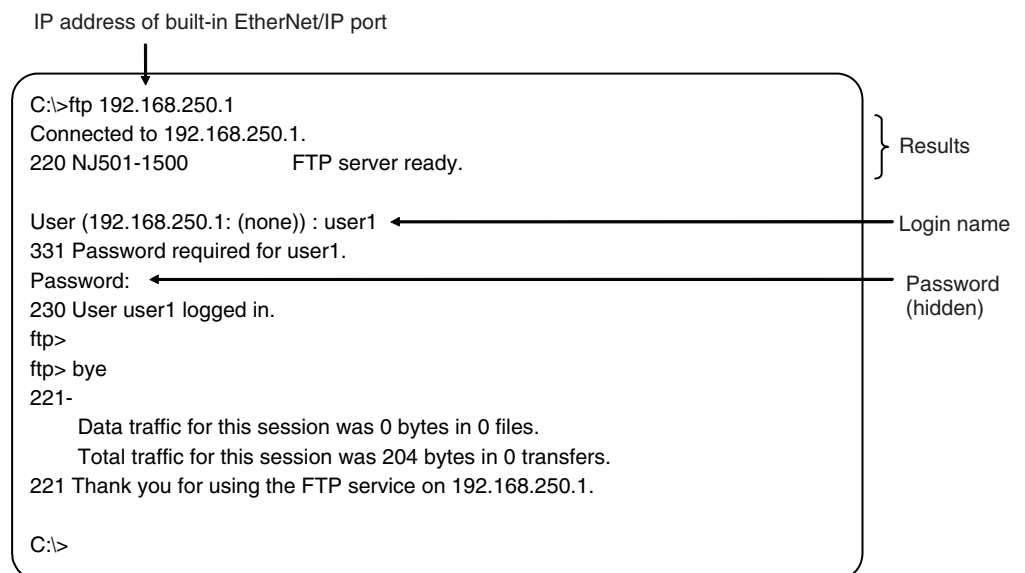 IP address of built-in EtherNet/IP port
C:\>ftp 192.168.250.1
Connected to 192.168.250.1.
220 NJ501-1500 FTP server ready.
Results
User (192.168.250.1: (none)) : user1
Login name
331 Password required for user1.
Password:
Password
(hidden)
230 User user1 logged in.
ftp>
ftp> bye
221-
Data traffic for this session was 0 bytes in 0 files.
Total traffic for this session was 204 bytes in 0 transfers.
221 Thank you for using the FTP service on 192.168.250.1.
C:\>